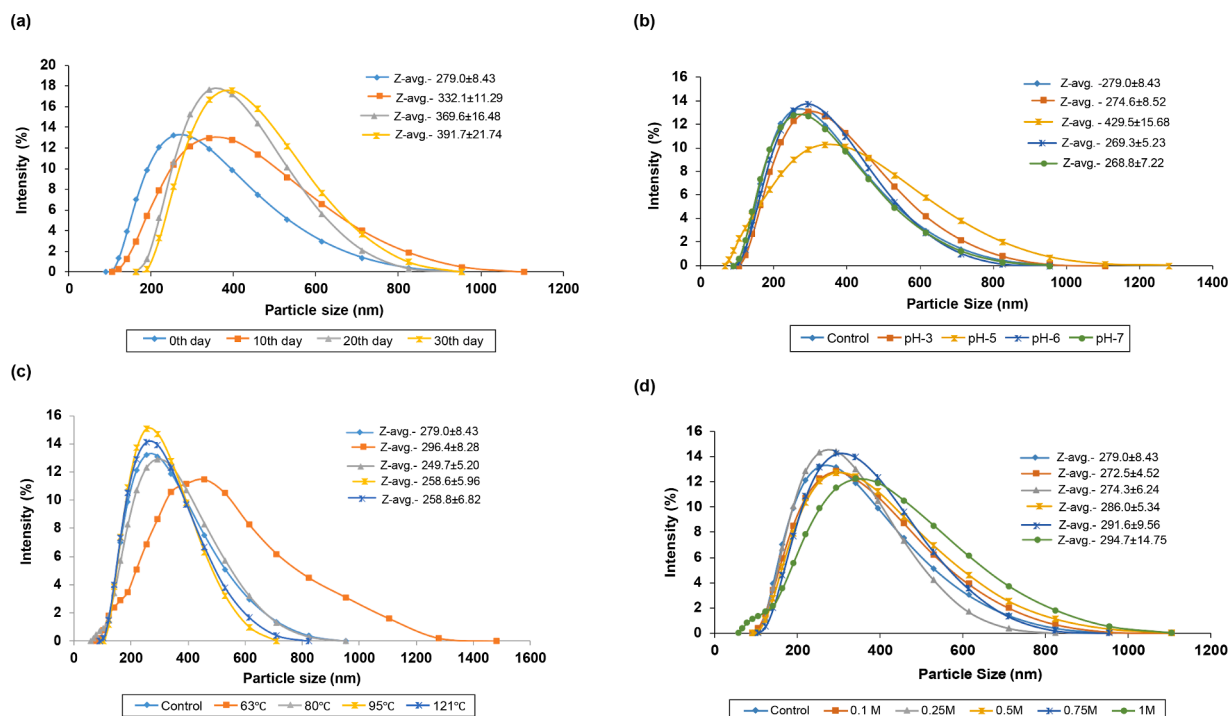 (a)
20
18
16
14
12
10
8
6
4
2
0
Intensity (%)
0 200 400 600 800 1000 1200
Particle size (nm)
Z-avg.- 279.0±8.43
Z-avg.- 332.1±11.29
Z-avg.- 369.6±16.48
Z-avg.- 391.7±21.74
0th day 10th day 20th day 30th day
(b)
16
14
12
10
8
6
4
2
0
Intensity (%)
0 200 400 600 800 1000 1200 1400
Particle Size (nm)
Z-avg. -279.0±8.43
Z-avg. - 274.6±8.52
Z-avg. - 429.5±15.68
Z-avg. - 269.3±5.23
Z-avg. - 268.8±7.22
Control pH-3 pH-5 pH-6 pH-7
(c)
16
14
12
10
8
6
4
2
0
Intensity (%)
0 200 400 600 800 1000 1200 1400 1600
Particle size (nm)
Z-avg.- 279.0±8.43
Z-avg.- 296.4±8.28
Z-avg.- 249.7±5.20
Z-avg.- 258.6±5.96
Z-avg.- 258.8±6.82
Control 63℃ 80℃ 95℃ 121℃
(d)
16
14
12
10
8
6
4
2
0
Intensity (%)
0 200 400 600 800 1000 1200
Particle Size (nm)
Z-avg. - 279.0±8.43
Z-avg. - 272.5±4.52
Z-avg. - 274.3±6.24
Z-avg. - 286.0±5.34
Z-avg. - 291.6±9.56
Z-avg. - 294.7±14.75
Control 0.1 M 0.25M 0.5M 0.75M 1M